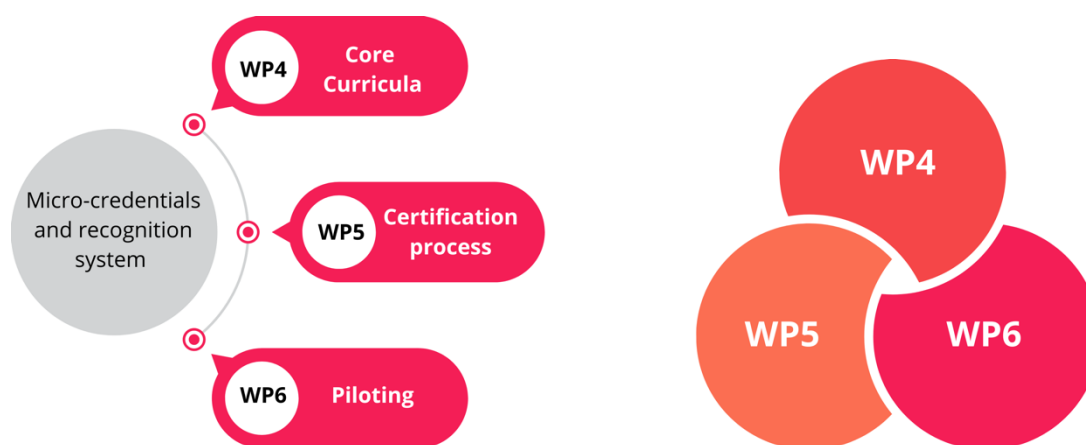 WP4
Core
Curricula
Micro-credentials
and recognition
system
WP5
Certification
process
WP6
Piloting
WP4
WP5
WP6